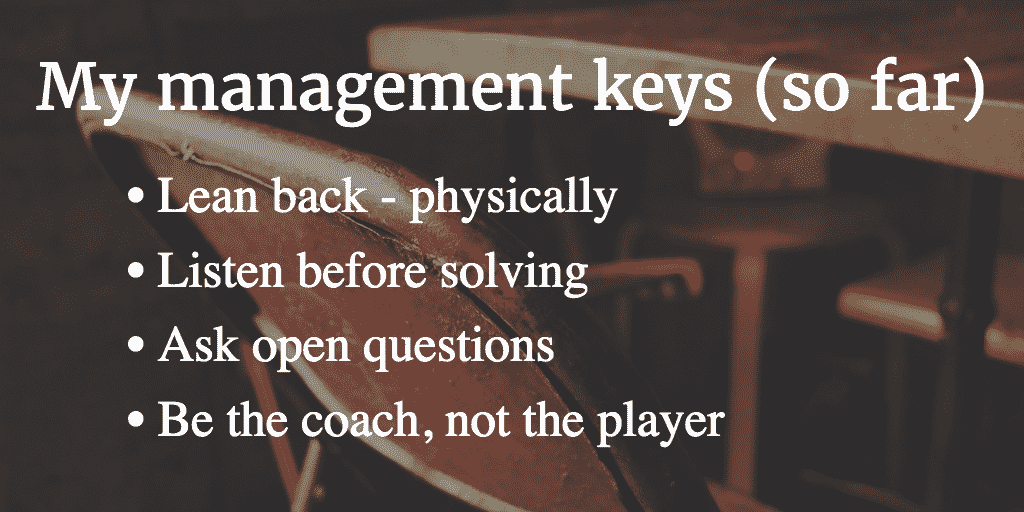 My management keys (so far)
• Lean back - physically
• Listen before solving
• Ask open questions
• Be the coach, not the player